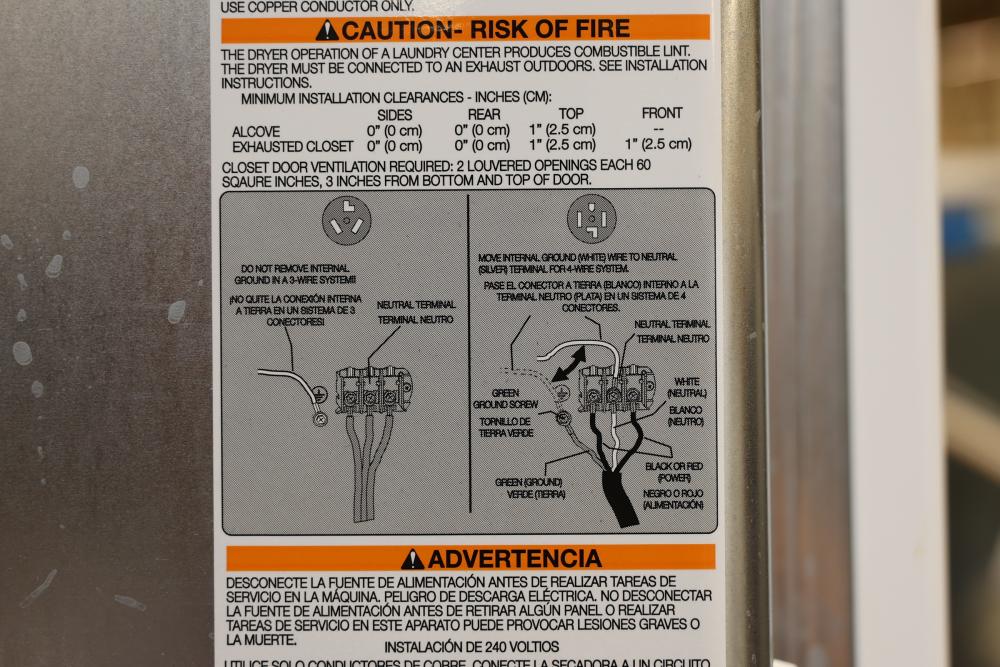 USE COPPER CONDUCTOR ONLY.
⚠CAUTION- RISK OF FIRE
THE DRYER OPERATION OF A LAUNDRY CENTER PRODUCES COMBUSTIBLE LINT.
THE DRYER MUST BE CONNECTED TO AN EXHAUST OUTDOORS. SEE INSTALLATION
INSTRUCTIONS.
MINIMUM INSTALLATION CLEARANCES - INCHES (CM):
SIDES REAR TOP FRONT
ALCOVE 0" (0 cm) 0" (0 cm) 1" (2.5 cm) --
EXHAUSTED CLOSET 0" (0 cm) 0" (0 cm) 1" (2.5 cm) 1" (2.5 cm)
CLOSET DOOR VENTILATION REQUIRED: 2 LOUVERED OPENINGS EACH 60
SQAURE INCHES, 3 INCHES FROM BOTTOM AND TOP OF DOOR.
DO NOT REMOVE INTERNAL
GROUND IN A 3-WIRE SYSTEM!!
¡NO QUITE LA CONEXIÓN INTERNA
A TIERRA EN UN SISTEMA DE 3
CONECTORES!
NEUTRAL TERMINAL
TERMINAL NEUTRO
MOVE INTERNAL GROUND (WHITE) WIRE TO NEUTRAL
(SILVER) TERMINAL FOR 4-WIRE SYSTEM.
PASE EL CONECTOR A TIERRA (BLANCO) INTERNO A LA
TERMINAL NEUTRO (PLATA) EN UN SISTEMA DE 4
CONECTORES.
NEUTRAL TERMINAL
TERMINAL NEUTRO
GREEN
GROUND SCREW
TORNILLO DE
TIERRA VERDE
WHITE
(NEUTRAL)
BLANCO
(NEUTRO)
GREEN (GROUND)
VERDE (TIERRA)
BLACK OR RED
(POWER)
NEGRO O ROJO
(ALIMENTACIÓN)
⚠ADVERTENCIA
DESCONECTE LA FUENTE DE ALIMENTACIÓN ANTES DE REALIZAR TAREAS DE
SERVICIO EN LA MÁQUINA. PELIGRO DE DESCARGA ELÉCTRICA. NO DESCONECTAR
LA FUENTE DE ALIMENTACIÓN ANTES DE RETIRAR ALGÚN PANEL O REALIZAR
TAREAS DE SERVICIO EN ESTE APARATO PUEDE PROVOCAR LESIONES GRAVES O
LA MUERTE.
INSTALACIÓN DE 240 VOLTIOS
UTILICE SOLO CONDUCTORES DE COBRE. CONECTE LA SECADORA A UN CIRCUITO